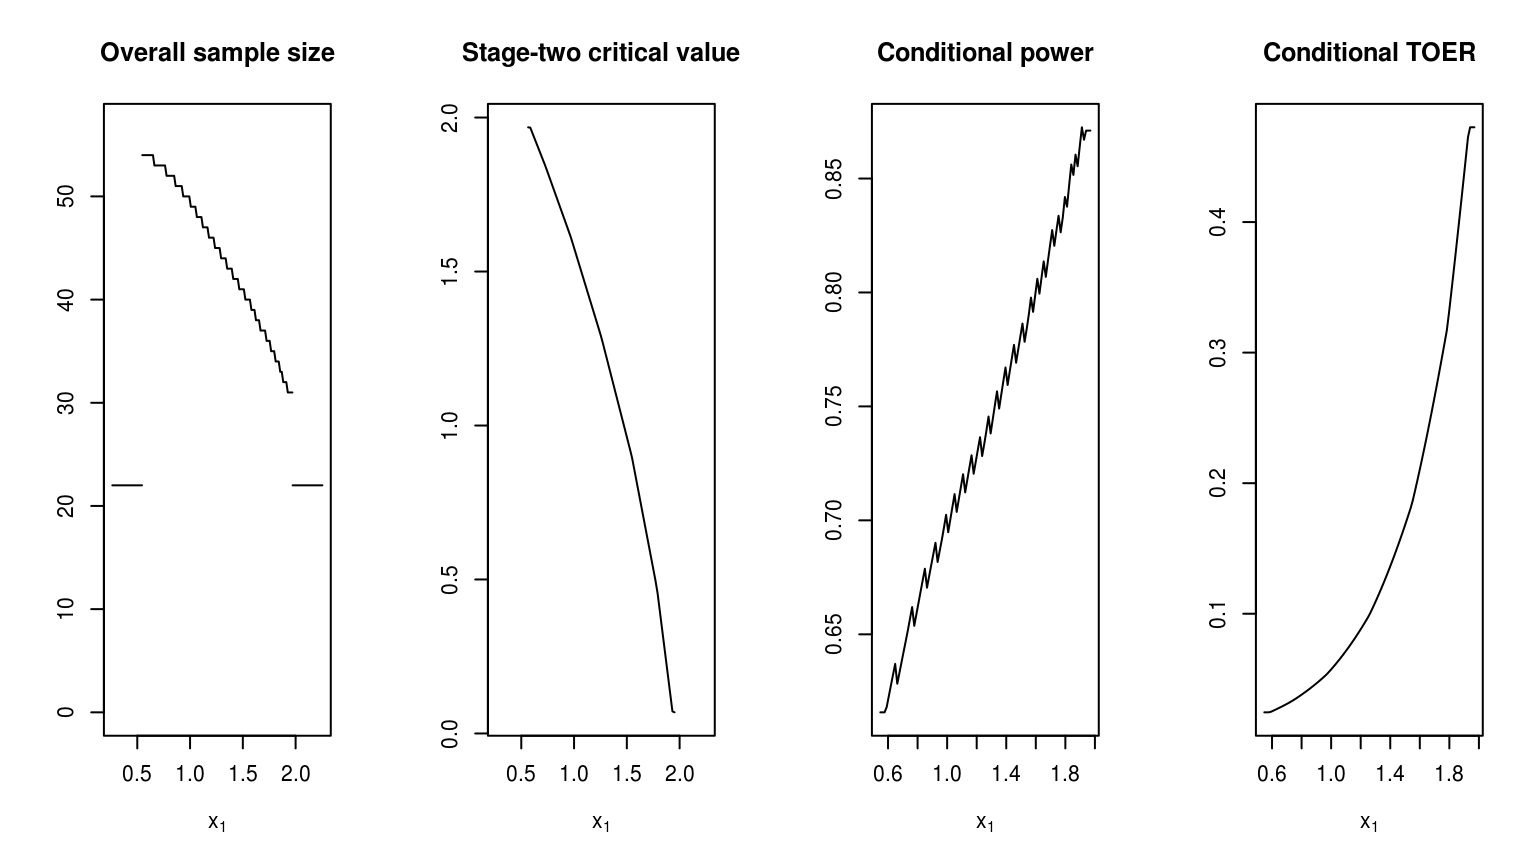 Overall sample size
50
40
30
20
10
0
0.5 1.0 1.5 2.0
x1
Stage-two critical value
2.0
1.5
1.0
0.5
0.0
0.5 1.0 1.5 2.0
x1
Conditional power
0.85
0.80
0.75
0.70
0.65
0.6 1.0 1.4 1.8
x1
Conditional TOER
0.4
0.3
0.2
0.1
0.6 1.0 1.4 1.8
x1